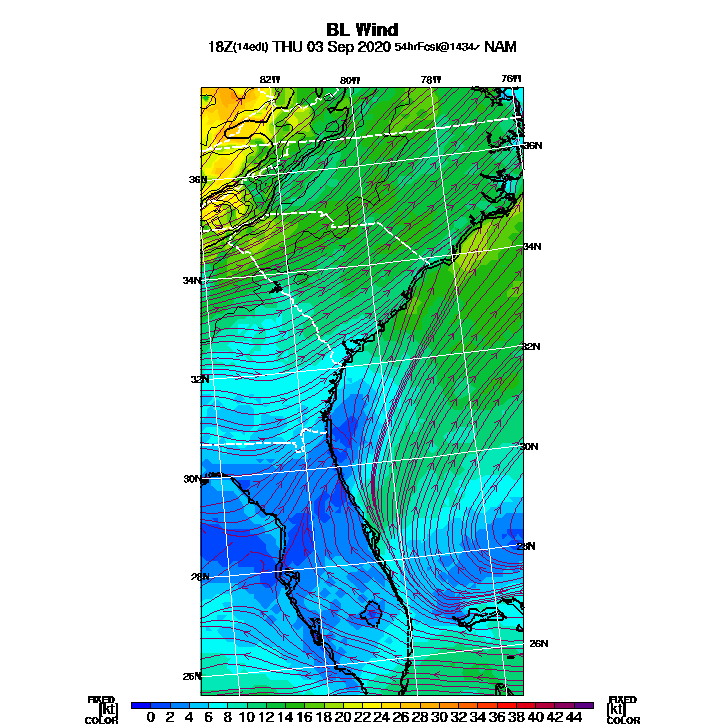 BL Wind
18Z(14edt) THU 03 Sep 2020 54hrFcst@1434z NAM
82W 80W 78W 76W
36N
36N
34N
34N
32N
32N
30N
30N
28N
28N
26N
26N
FIXED FIXED
[kt] 0 2 4 6 8 10 12 14 16 18 20 22 24 26 28 30 32 34 36 38 40 42 44 [kt]
COLOR COLOR